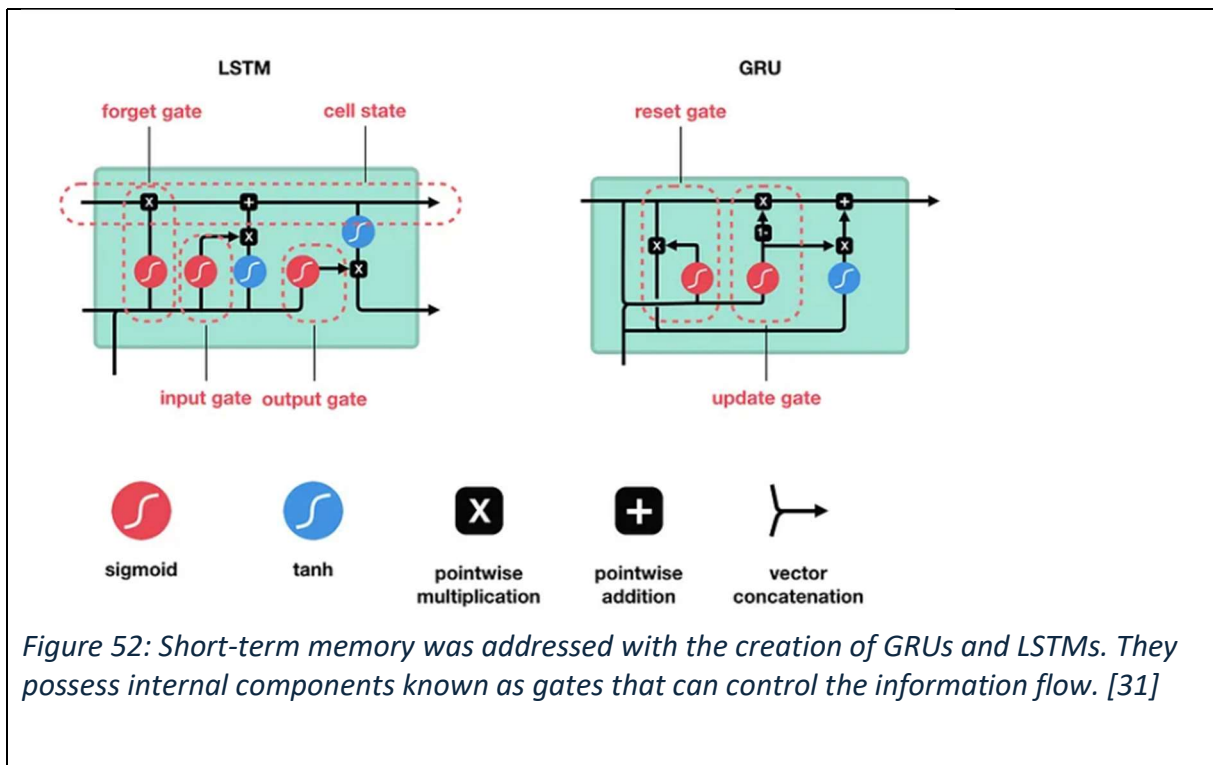 LSTM
GRU
forget gate
cell state
reset gate
input gate
output gate
update gate
1-
sigmoid
tanh
pointwise
multiplication
pointwise
addition
vector
concatenation
Figure 52: Short-term memory was addressed with the creation of GRUs and LSTMs. They
possess internal components known as gates that can control the information flow. [31]